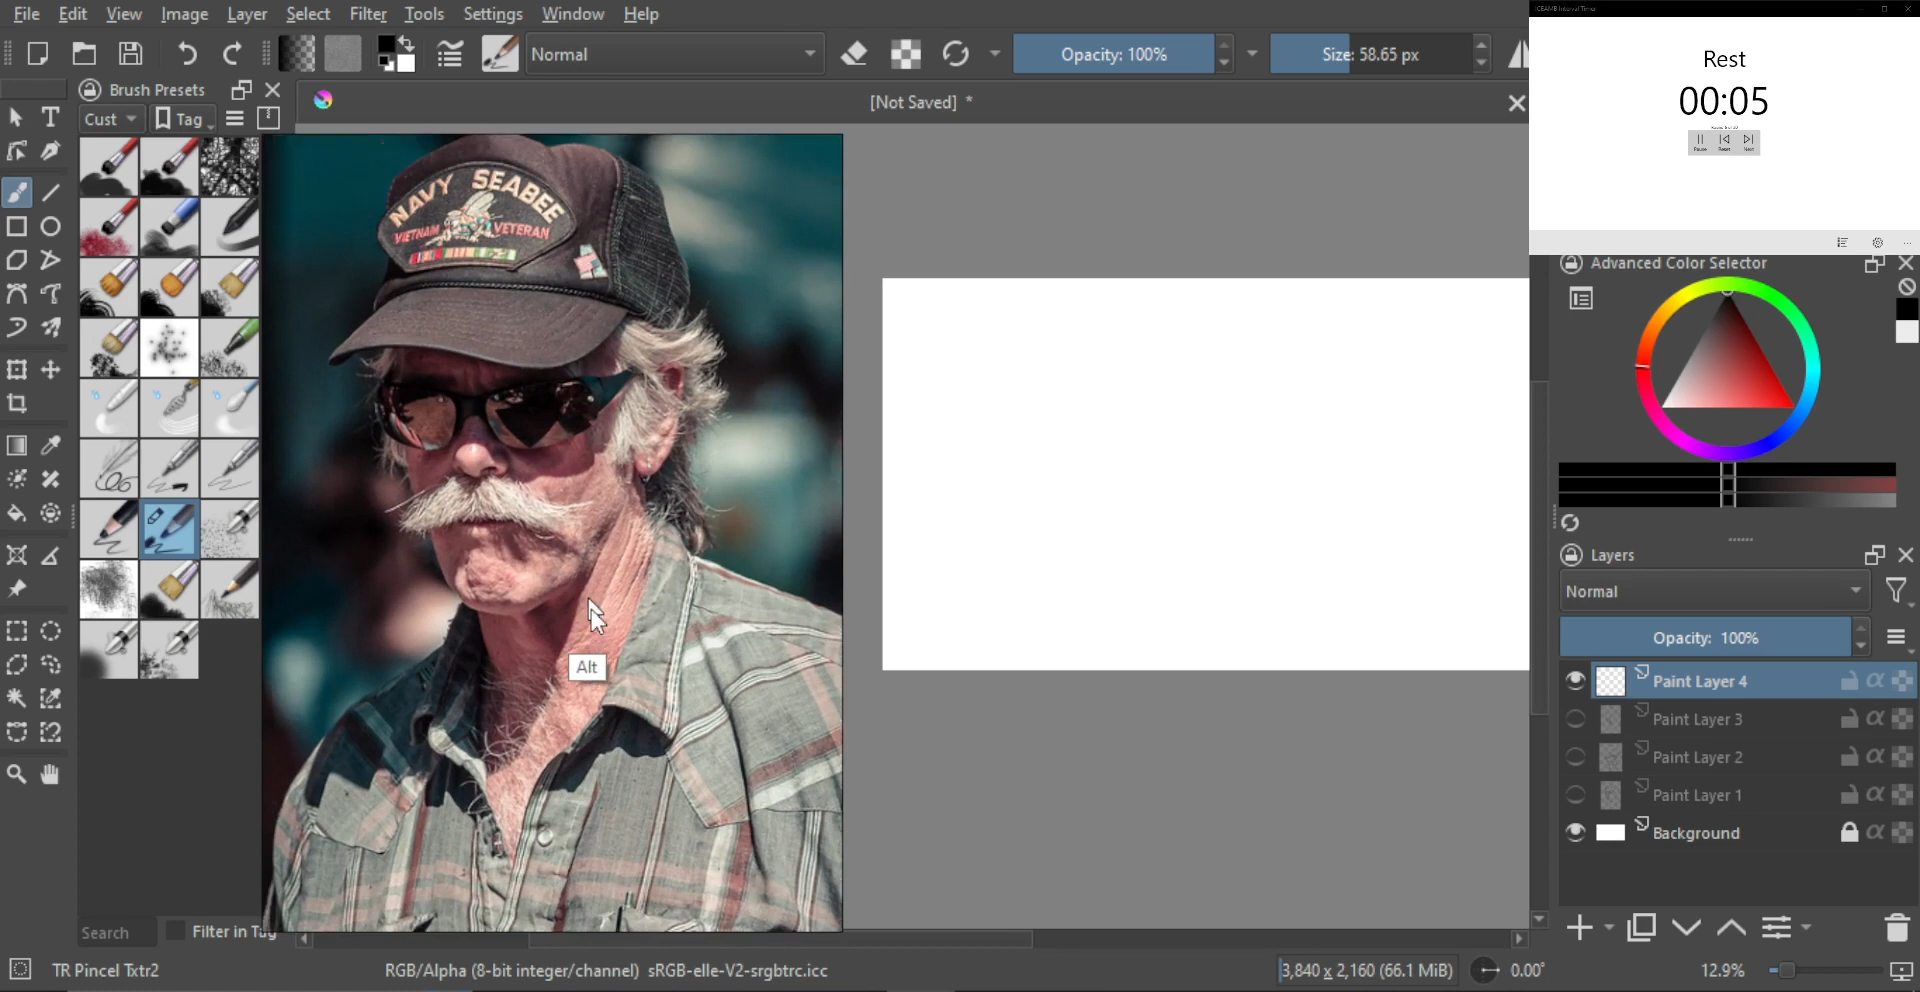 File Edit View Image Layer Select Filter Tools Settings Window Help
Normal
Opacity: 100%
Size: 58.65 px
Brush Presets
[Not Saved] *
Cust
Tag
NAVY SEABEE
VIETNAM VETERAN
Alt
Search
Filter in Tag
TR Pincel Txtr2
RGB/Alpha (8-bit integer/channel) sRGB-elle-V2-srgbtrc.icc
3,840 x 2,160 (66.1 MiB)
0.00°
12.9%
Rest
00:05
Pause Reset Next
Advanced Color Selector
Layers
Normal
Opacity: 100%
Paint Layer 4
Paint Layer 3
Paint Layer 2
Paint Layer 1
Background